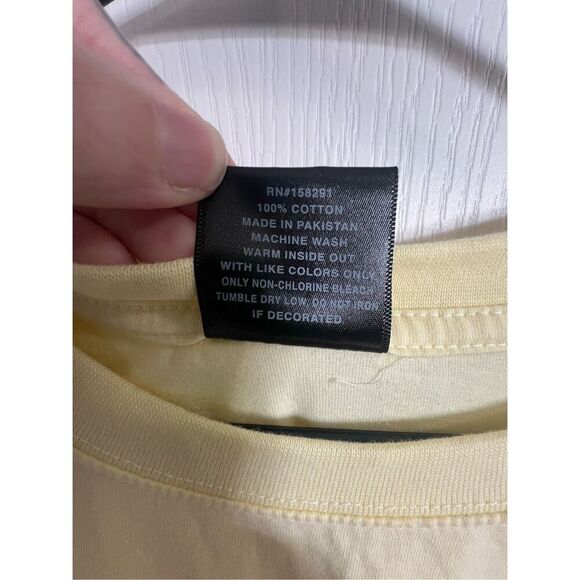 RN#158291
100% COTTON
MADE IN PAKISTAN
MACHINE WASH
WARM INSIDE OUT
WITH LIKE COLORS ONLY
ONLY NON-CHLORINE BLEACH
TUMBLE DRY LOW. DO NOT IRON
IF DECORATED